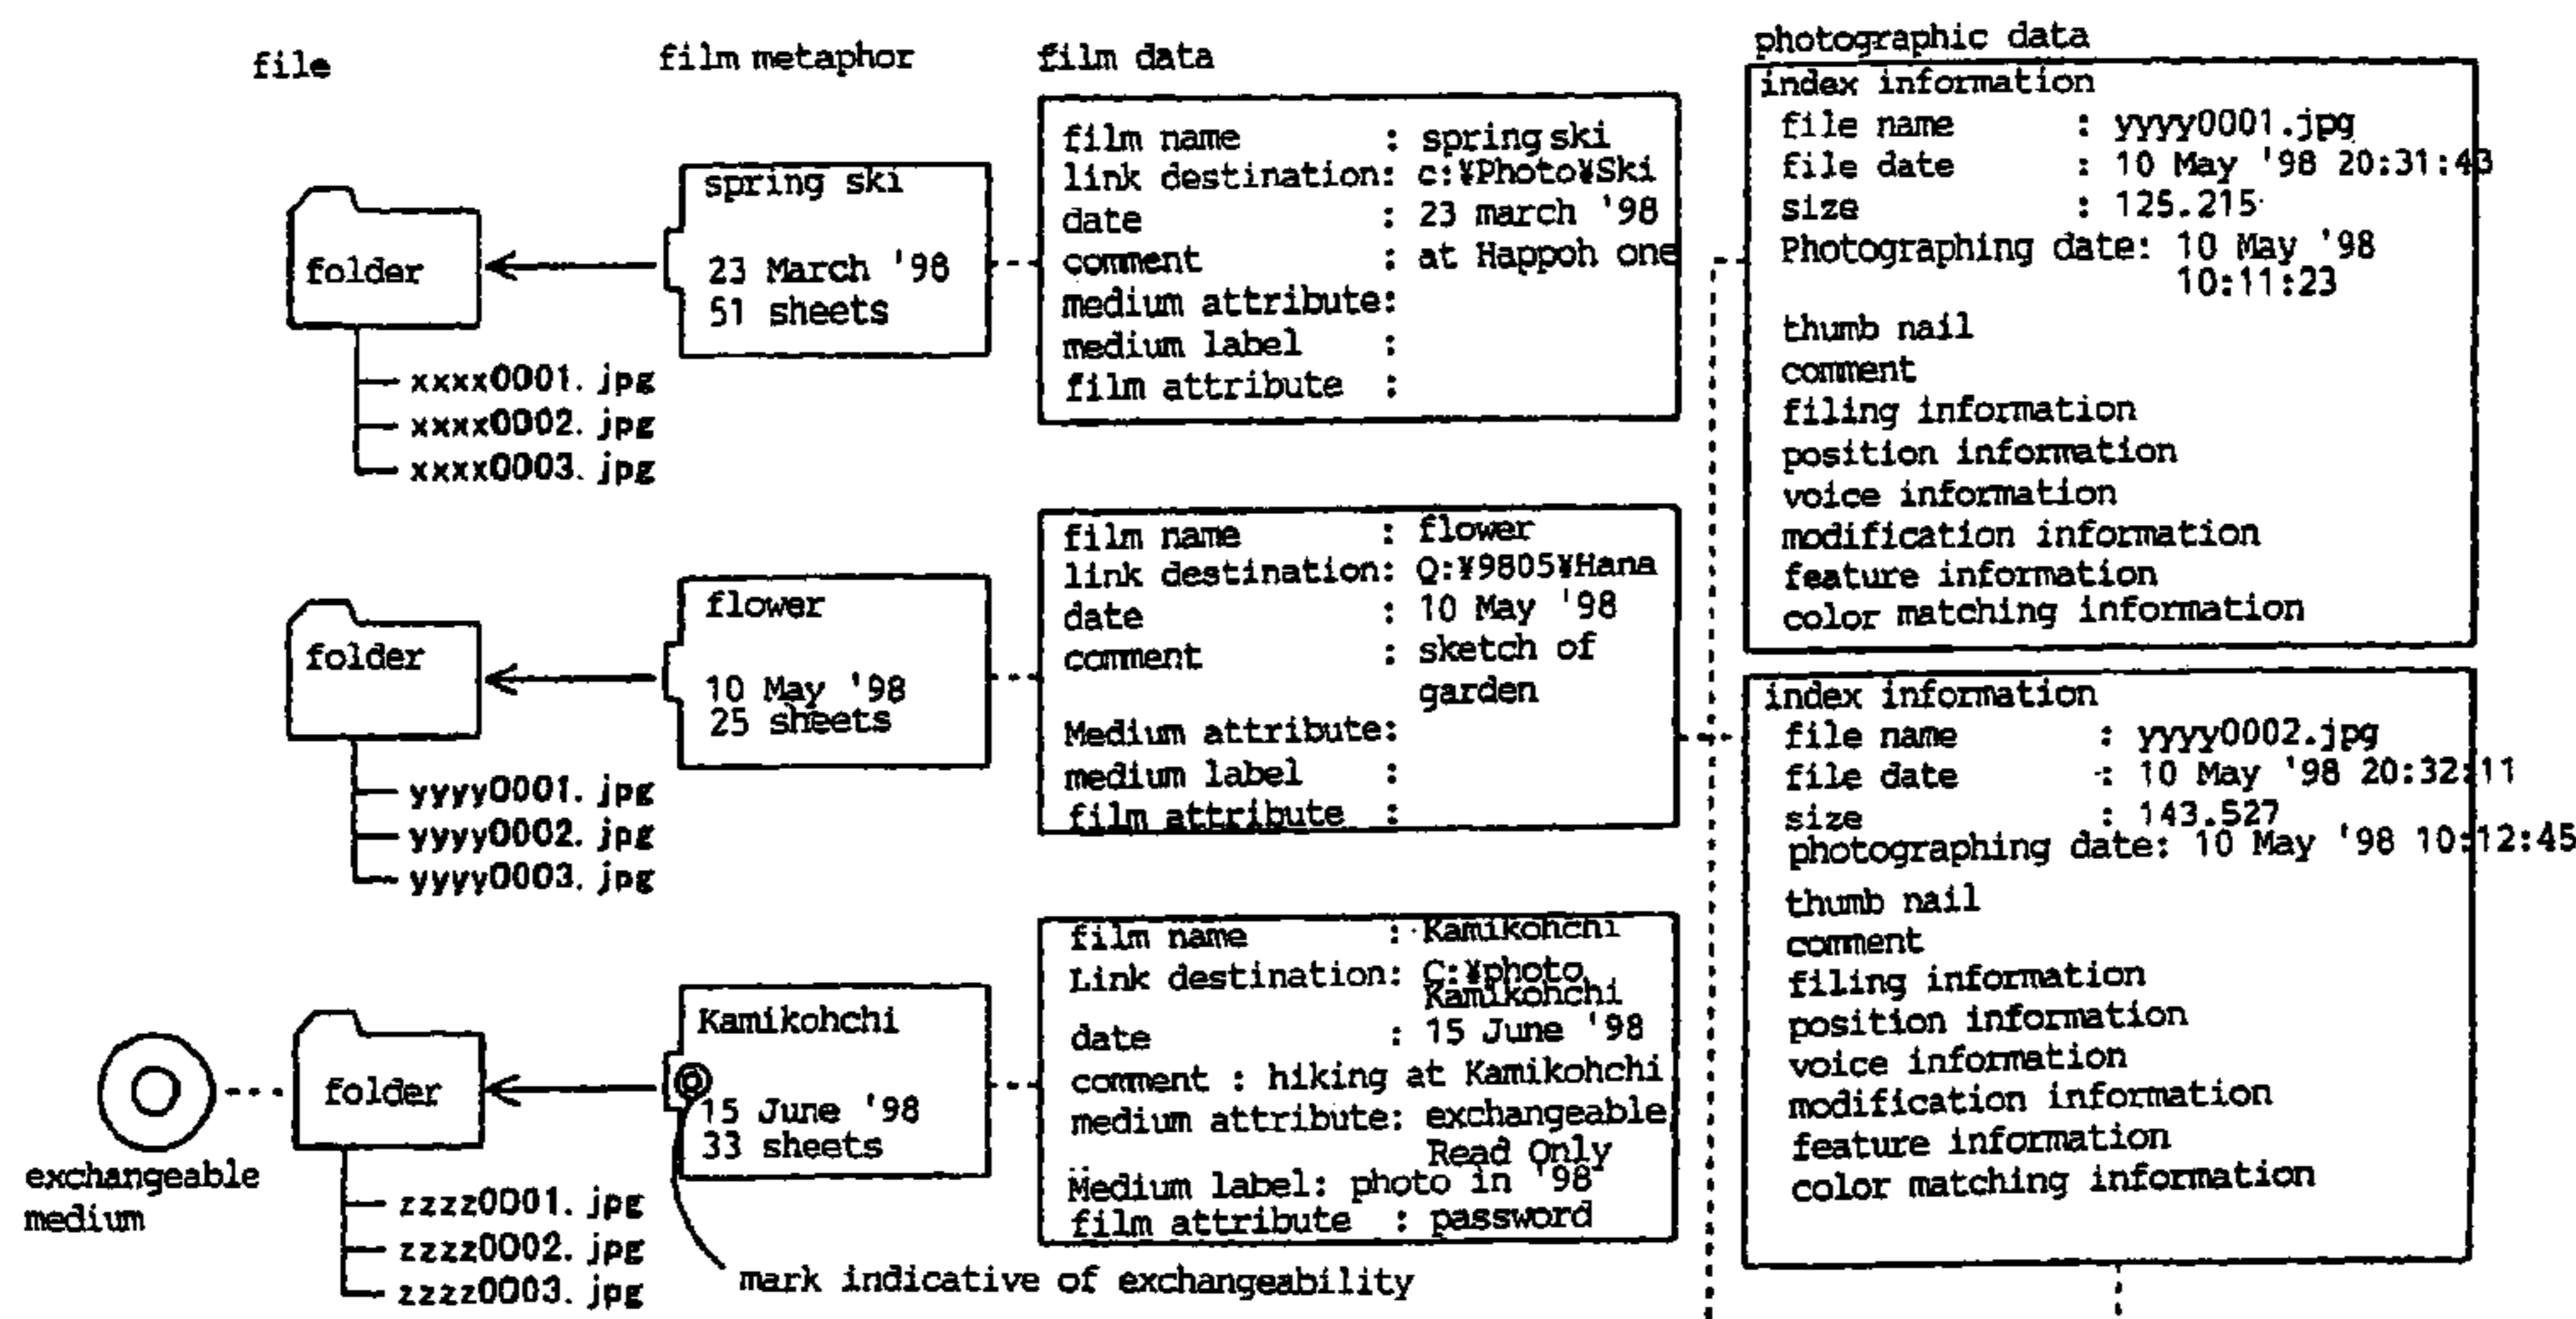 file
film metaphor
film data
photographic data
folder
xxxx0001. jpg
xxxx0002. jpg
xxxx0003. jpg
spring ski
23 March '98
51 sheets
film name : spring ski
link destination: c:¥Photo¥Ski
date : 23 march '98
comment : at Happoh one
medium attribute:
medium label :
film attribute :
index information
file name : yyyy0001.jpg
file date : 10 May '98 20:31:43
size : 125.215
Photographing date: 10 May '98
10:11:23
thumb nail
comment
filing information
position information
voice information
modification information
feature information
color matching information
folder
yyyy0001. jpg
yyyy0002. jpg
yyyy0003. jpg
flower
10 May '98
25 sheets
film name : flower
link destination: Q:¥9805¥Hana
date : 10 May '98
comment : sketch of
garden
Medium attribute:
medium label :
film attribute :
index information
file name : yyyy0002.jpg
file date : 10 May '98 20:32:11
size : 143.527
photographing date: 10 May '98 10:12:45
thumb nail
comment
filing information
position information
voice information
modification information
feature information
color matching information
exchangeable
medium
folder
zzzz0001. jpg
zzzz0002. jpg
zzzz0003. jpg
Kamikohchi
15 June '98
33 sheets
mark indicative of exchangeability
film name : Kamikohchi
Link destination: C:¥photo
Kamikohchi
date : 15 June '98
comment : hiking at Kamikohchi
medium attribute: exchangeable
Read Only
Medium label: photo in '98
film attribute : password